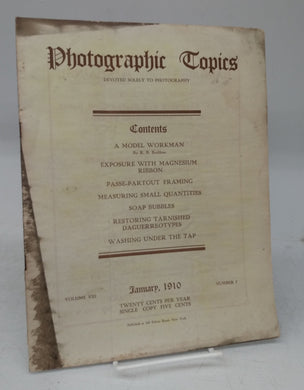 Photographic Topics
DEVOTED SOLELY TO PHOTOGRAPHY
Contents
A MODEL WORKMAN
EXPOSURE WITH MAGNESIUM
RIBBON
PASSE-PARTOUT FRAMING
MEASURING SMALL QUANTITIES
SOAP BUBBLES
RESTORING TARNISHED
DAGUERREOTYPES
WASHING UNDER THE TAP
January, 1910
VOLUME VIII
NUMBER 1
TWENTY CENTS PER YEAR
SINGLE COPY FIVE CENTS